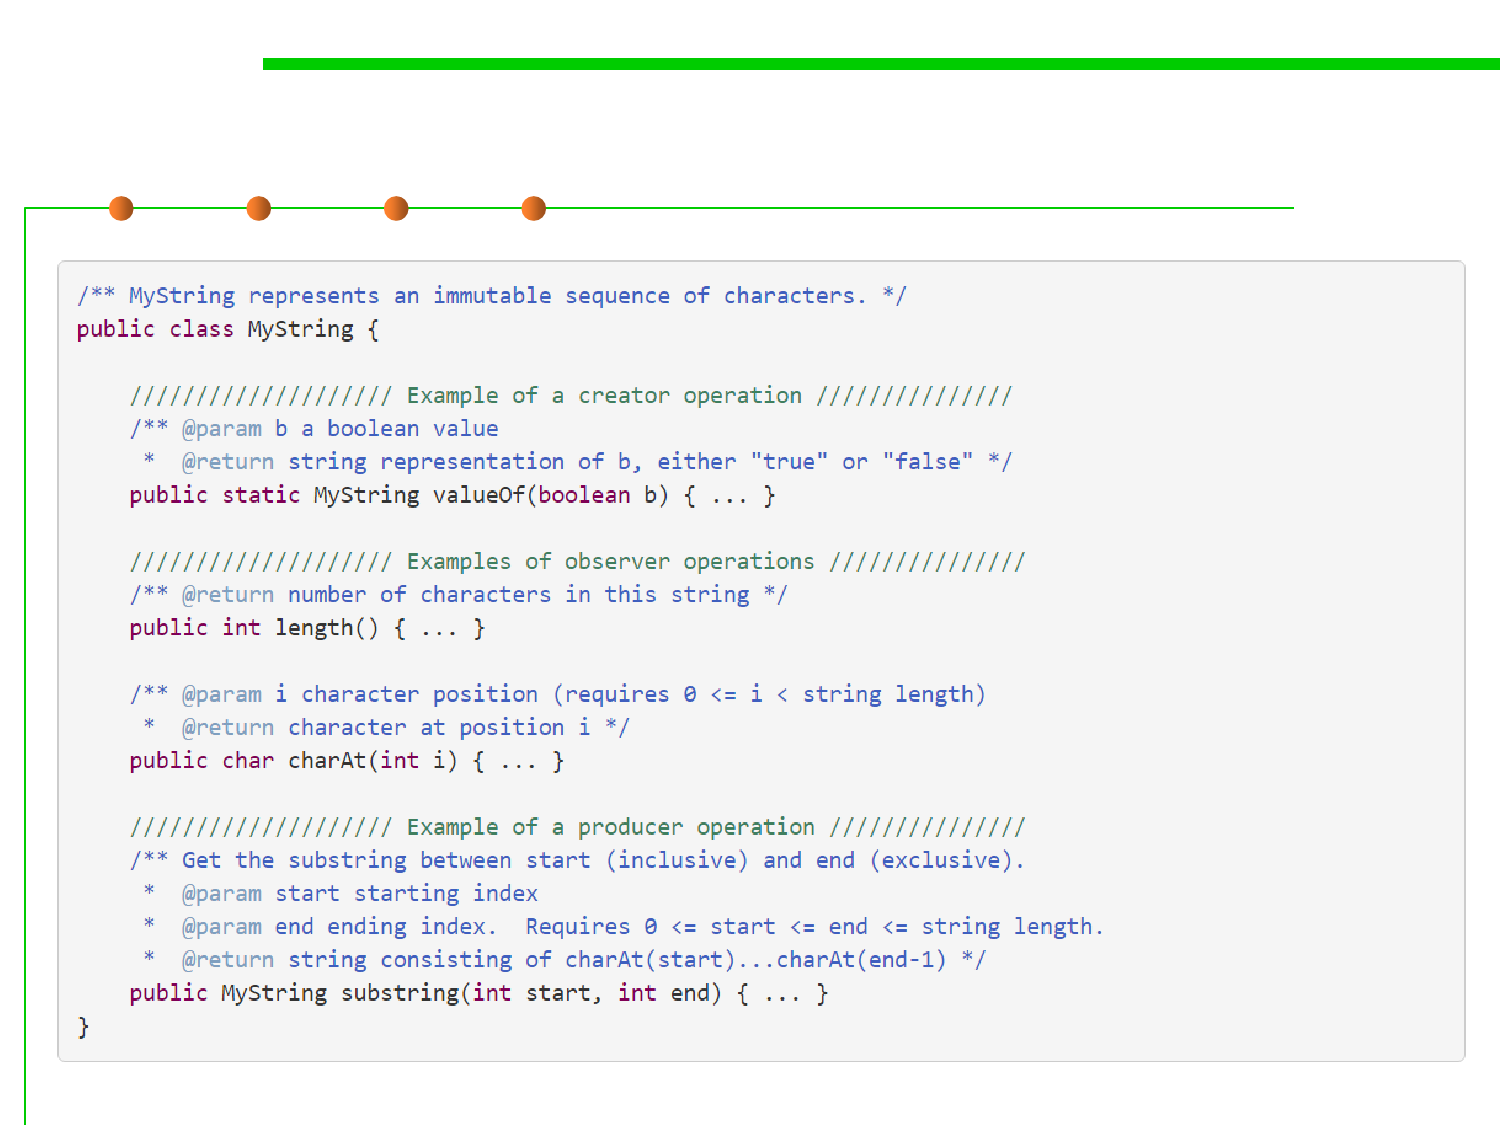 /** MyString represents an immutable sequence of characters. */
public class MyString {
    //////////////////// Example of a creator operation ///////////////
    /** @param b a boolean value
     *  @return string representation of b, either "true" or "false" */
    public static MyString valueOf(boolean b) { ... }
    //////////////////// Examples of observer operations ///////////////
    /** @return number of characters in this string */
    public int length() { ... }
    /** @param i character position (requires 0 <= i < string length)
     *  @return character at position i */
    public char charAt(int i) { ... }
    //////////////////// Example of a producer operation ///////////////
    /** Get the substring between start (inclusive) and end (exclusive).
     *  @param start starting index
     *  @param end ending index.  Requires 0 <= start <= end <= string length.
     *  @return string consisting of charAt(start)...charAt(end-1) */
    public MyString substring(int start, int end) { ... }
}